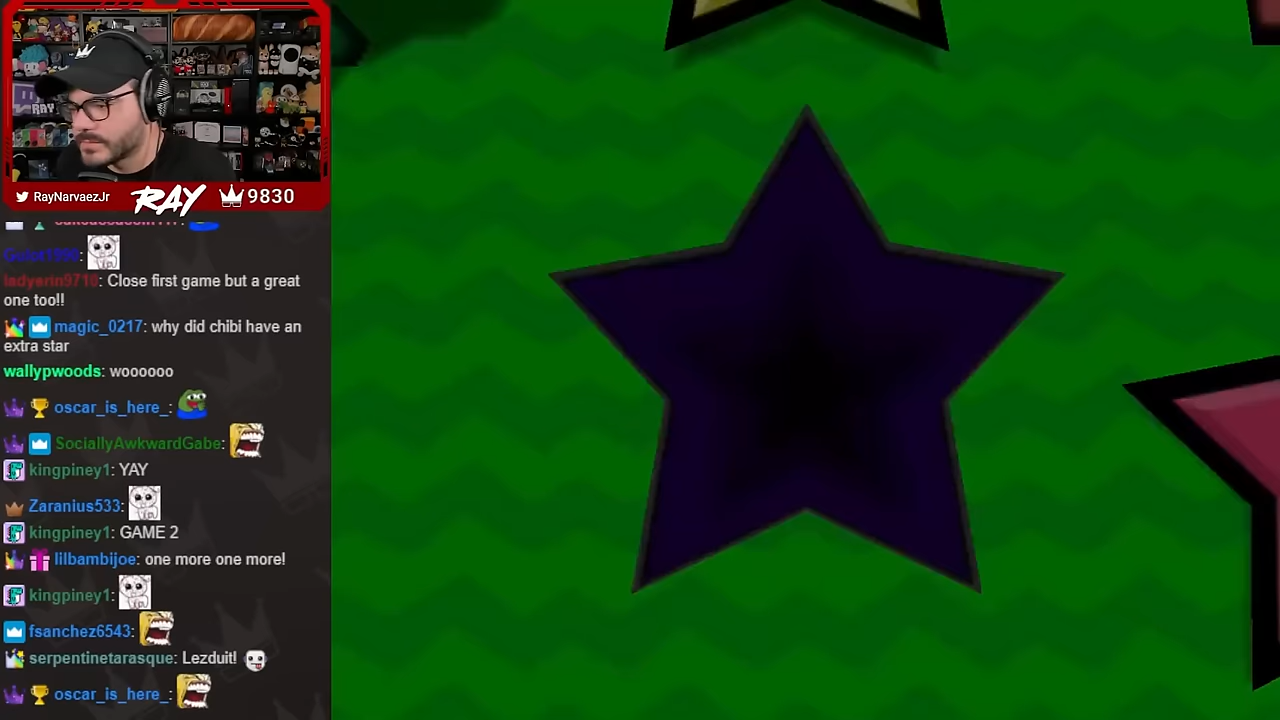 RayNarvaezJr RAY 9830
ladyerin9710: Close first game but a great
one too!!
magic_0217: why did chibi have an
extra star
wallypwoods: woooooo
oscar_is_here_:
SociallyAwkwardGabe:
kingpiney1: YAY
Zaranius533:
kingpiney1: GAME 2
lilbambijoe: one more one more!
kingpiney1:
fsanchez6543:
serpentinetarasque: Lezduit!
oscar_is_here_: